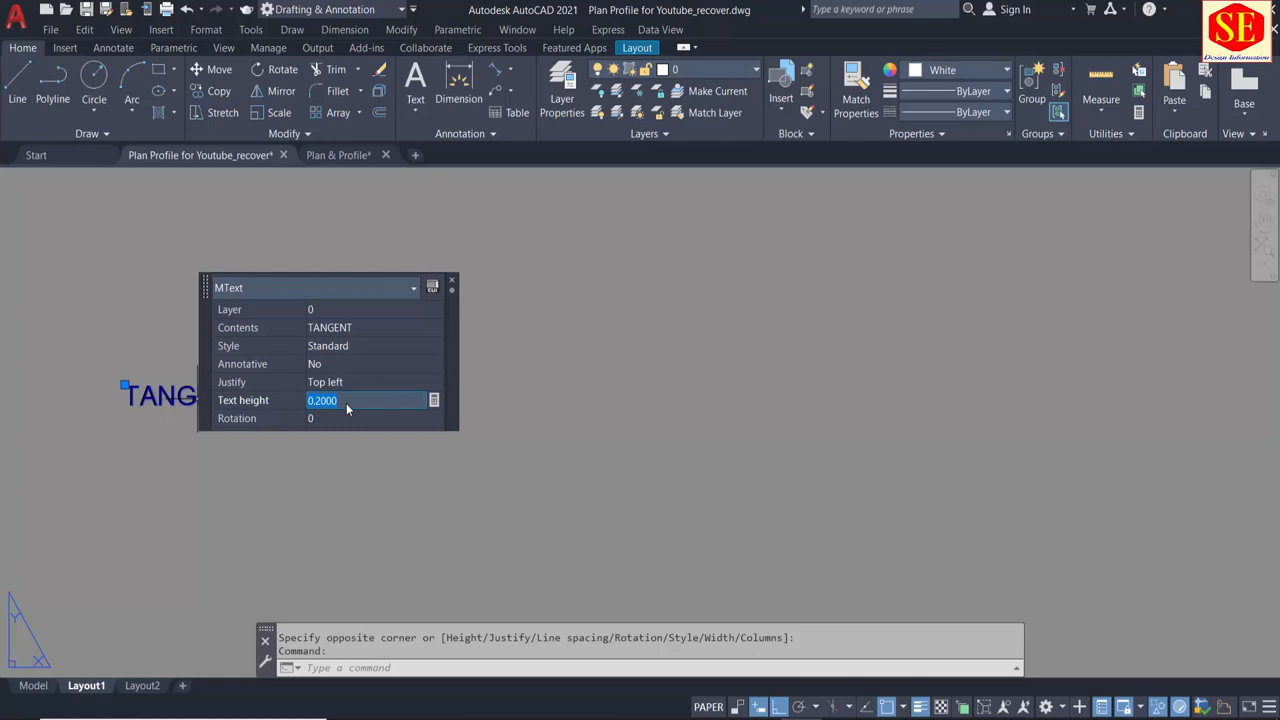 Drafting & Annotation
Autodesk AutoCAD 2021 Plan Profile for Youtube_recover.dwg
Type a keyword or phrase
Sign In
SE
Design Information
File Edit View Insert Format Tools Draw Dimension Modify Parametric Window Help Express Data View
Home Insert Annotate Parametric View Manage Output Add-ins Collaborate Express Tools Featured Apps Layout
Line Polyline Circle Arc
Move Rotate Trim
Copy Mirror Fillet
Stretch Scale Array
Text Dimension Table
Layer Properties
0
Make Current
Match Layer
Insert
Match Properties
White
ByLayer
ByLayer
Group
Measure
Paste
Base
Draw Modify Annotation Layers Block Properties Groups Utilities Clipboard View
Start Plan Profile for Youtube_recover* Plan & Profile*
MText
Layer 0
Contents TANGENT
Style Standard
Annotative No
Justify Top left
Text height 0.2000
Rotation 0
TANG
Y
X
Specify opposite corner or [Height/Justify/Line spacing/Rotation/Style/Width/Columns]:
Command:
Type a command
Model Layout1 Layout2
PAPER